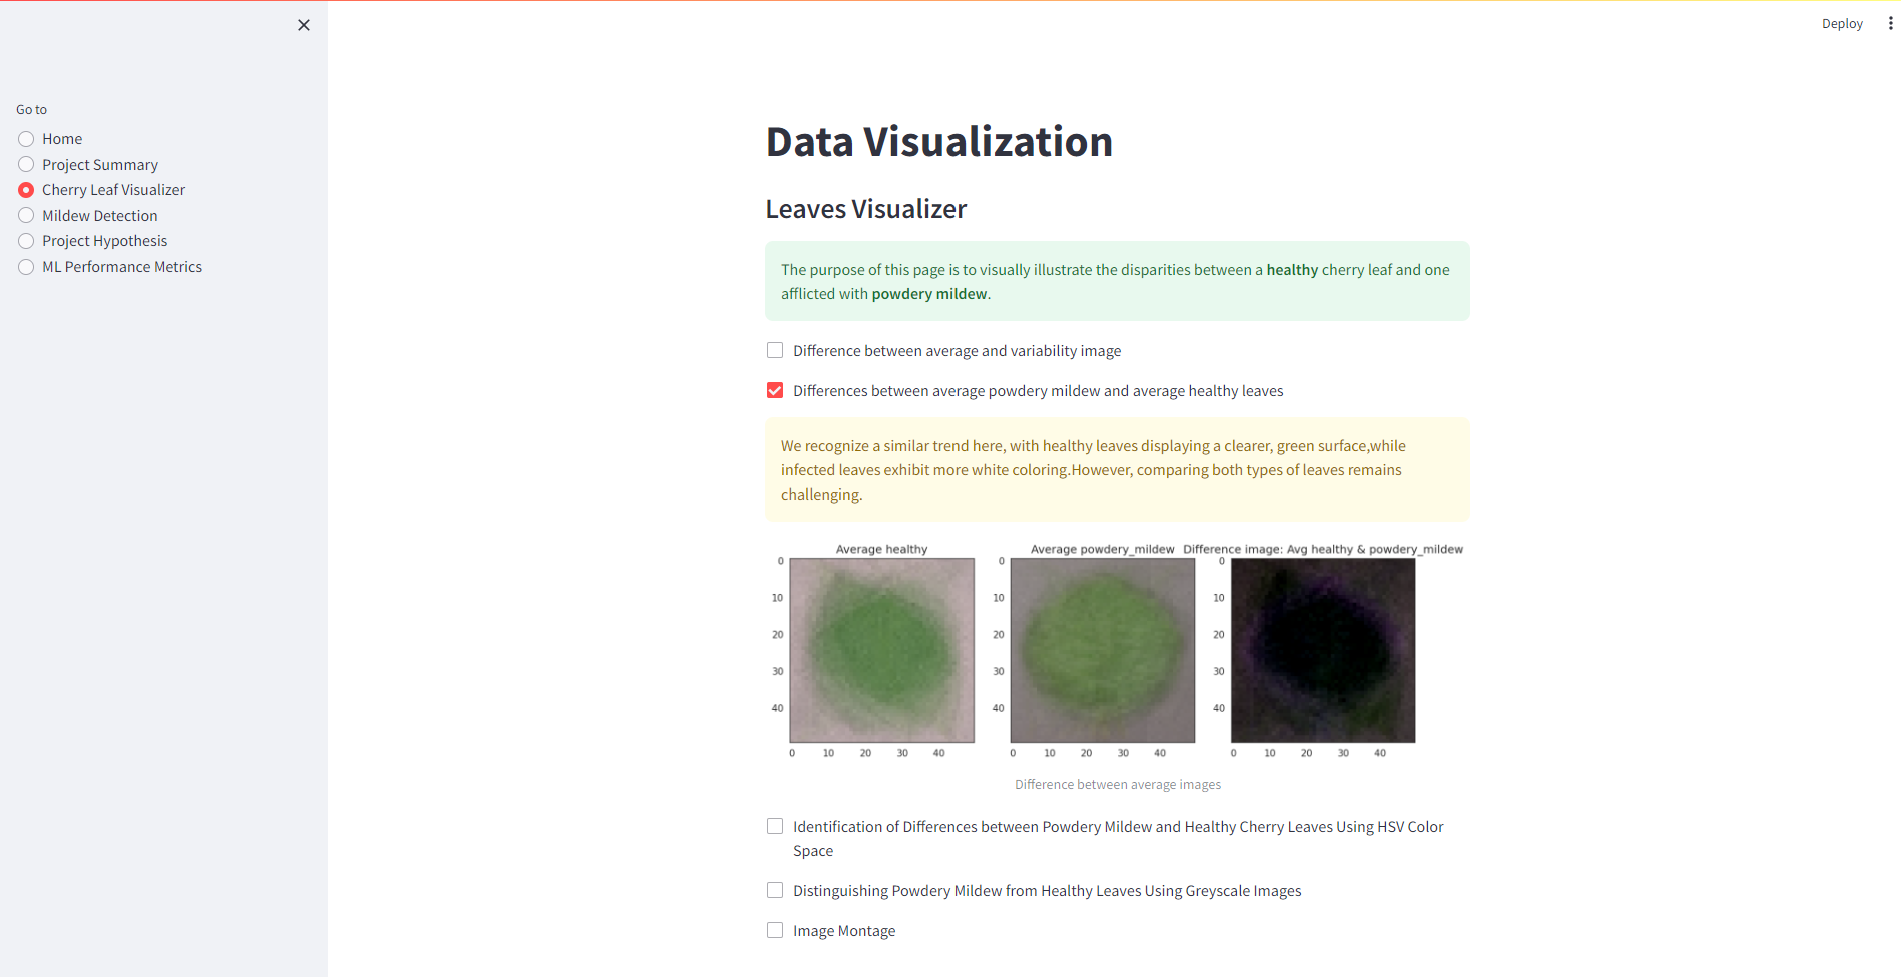 Deploy
Go to
Home
Project Summary
Cherry Leaf Visualizer
Mildew Detection
Project Hypothesis
ML Performance Metrics
Data Visualization
Leaves Visualizer
The purpose of this page is to visually illustrate the disparities between a healthy cherry leaf and one
afflicted with powdery mildew.
Difference between average and variability image
Differences between average powdery mildew and average healthy leaves
We recognize a similar trend here, with healthy leaves displaying a clearer, green surface,while
infected leaves exhibit more white coloring.However, comparing both types of leaves remains
challenging.
Average healthy
0
10
20
30
40
0 10 20 30 40
Average powdery_mildew
0
10
20
30
40
0 10 20 30 40
Difference image: Avg healthy & powdery_mildew
0
10
20
30
40
0 10 20 30 40
Difference between average images
Identification of Differences between Powdery Mildew and Healthy Cherry Leaves Using HSV Color
Space
Distinguishing Powdery Mildew from Healthy Leaves Using Greyscale Images
Image Montage